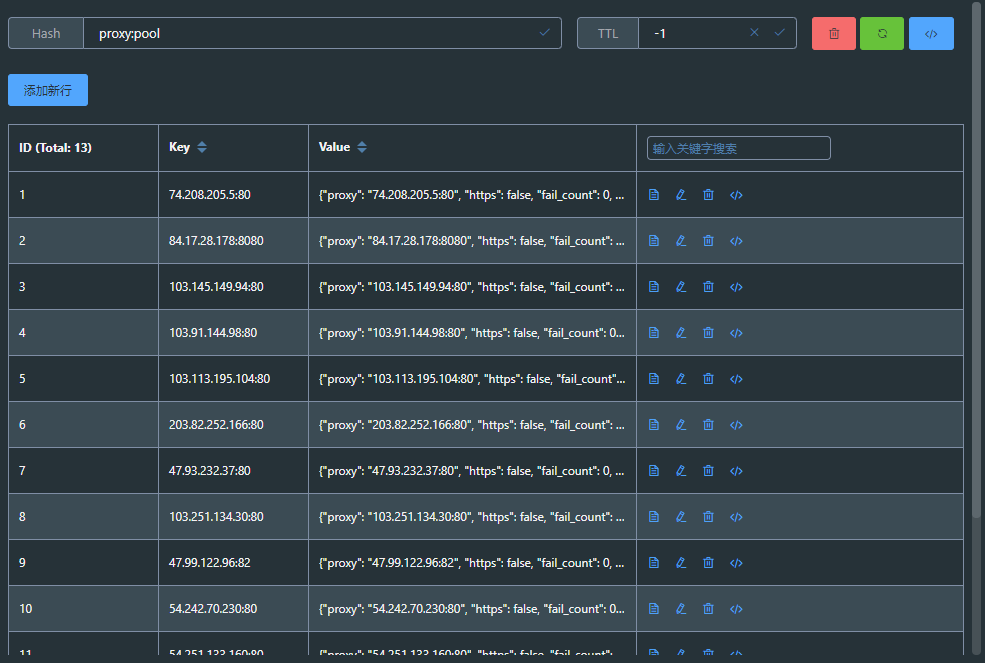 Hash proxy:pool TTL -1
添加新行
ID (Total: 13) Key Value 输入关键字搜索
1 74.208.205.5:80 {"proxy": "74.208.205.5:80", "https": false, "fail_count": 0, ...
2 84.17.28.178:8080 {"proxy": "84.17.28.178:8080", "https": false, "fail_count": ...
3 103.145.149.94:80 {"proxy": "103.145.149.94:80", "https": false, "fail_count": ...
4 103.91.144.98:80 {"proxy": "103.91.144.98:80", "https": false, "fail_count": 0...
5 103.113.195.104:80 {"proxy": "103.113.195.104:80", "https": false, "fail_count"...
6 203.82.252.166:80 {"proxy": "203.82.252.166:80", "https": false, "fail_count": ...
7 47.93.232.37:80 {"proxy": "47.93.232.37:80", "https": false, "fail_count": 0, ...
8 103.251.134.30:80 {"proxy": "103.251.134.30:80", "https": false, "fail_count": ...
9 47.99.122.96:82 {"proxy": "47.99.122.96:82", "https": false, "fail_count": 0, ...
10 54.242.70.230:80 {"proxy": "54.242.70.230:80", "https": false, "fail_count": 0...
11 54.251.133.160:80 {"proxy": "54.251.133.160:80", "https": false, "fail_count": ...